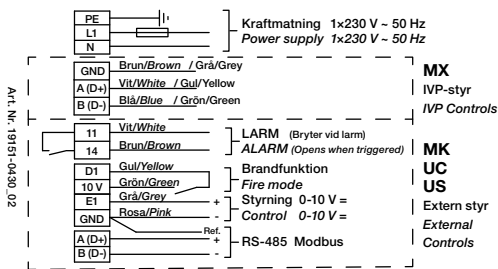 PE
L1
N
Kraftmatning 1×230 V ~ 50 Hz
Power supply 1×230 V ~ 50 Hz
GND Brun/Brown / Grå/Grey
A (D+) Vit/White / Gul/Yellow
B (D-) Blå/Blue / Grön/Green
MX
IVP-styr
IVP Controls
Art. Nr. 19151-0430_02
11 Vit/White
14 Brun/Brown
LARM (Bryter vid larm)
ALARM (Opens when triggered)
D1 Gul/Yellow
10 V Grön/Green
Brandfunktion
Fire mode
E1 Grå/Grey +
GND Rosa/Pink -
Styrning 0-10 V =
Control 0-10 V =
Ref.
A (D+) +
B (D-) -
RS-485 Modbus
MK
UC
US
Extern styr
External
Controls